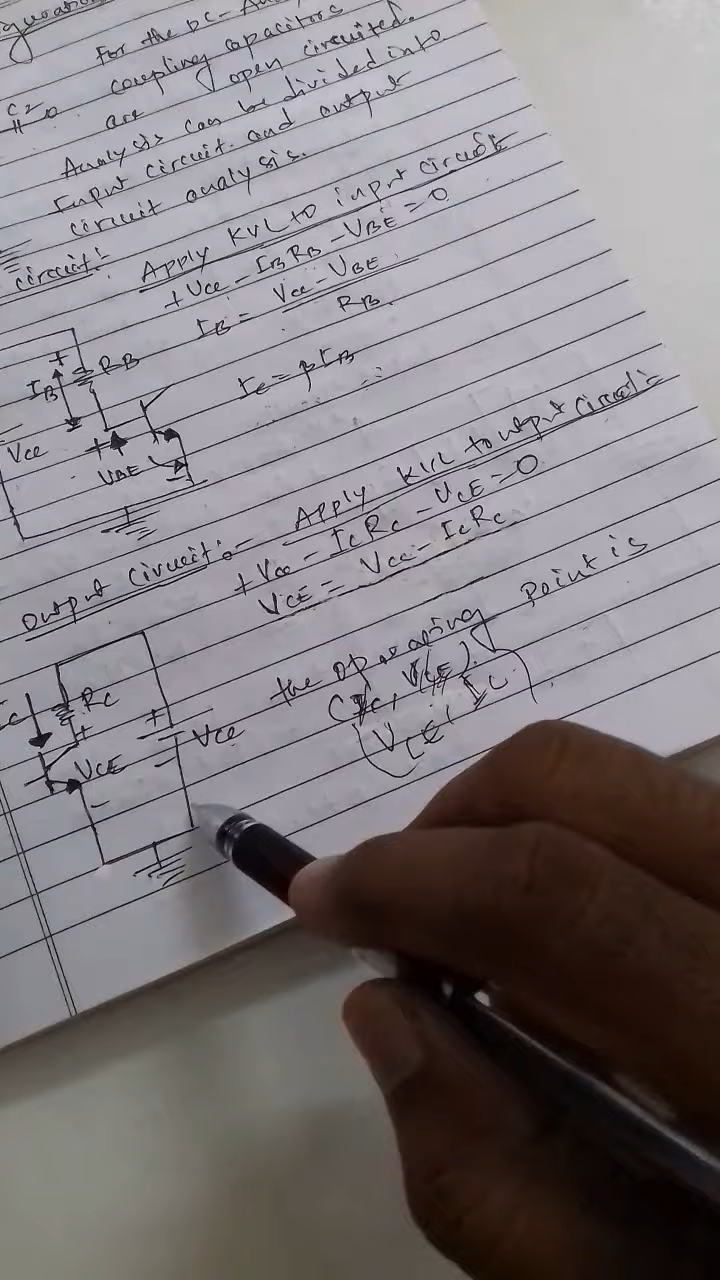 For the DC-
coupling capacitors
C2
are open circuited.
Analysis can be divided into
Input circuit and output
circuit analysis.
circuit:
Apply KVL to input circuit
+Vcc - IBRB - VBE = 0
IB = Vcc - VBE
RB
+
RB
IB
IC = βIB
Vcc
+
VBE
-
Output Circuit:-
Apply KVL to output circuit:-
+Vcc - ICRC - VCE = 0
VCE = Vcc - ICRC
the operating point is
RC
+
VCE
-
+
Vcc
(VCE, IC)